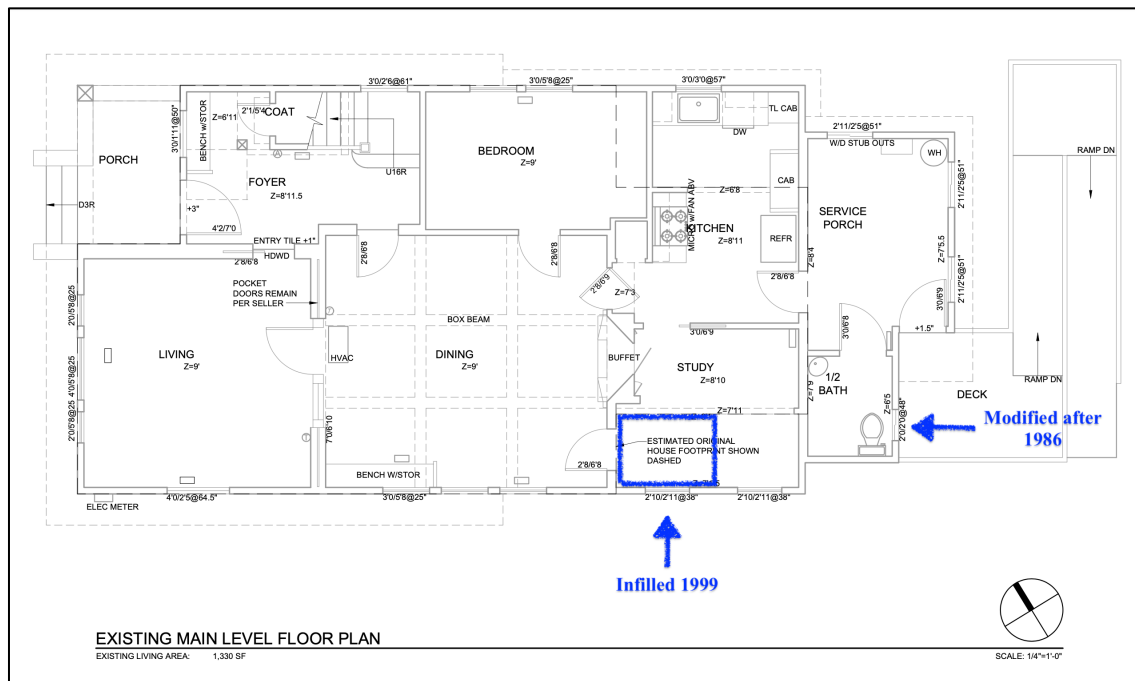 3'0/2'6@61"
3'0/5'8@25"
3'0/3'0@57"
BENCH w/STOR
Z=6'11
2'1/5'4
COAT
TL CAB
DW
2'11/2'5@51"
W/D STUB OUTS
WH
RAMP DN
3'0/1'11@50"
PORCH
BEDROOM
Z=9'
2'11/2'5@51"
FOYER
Z=8'11.5
U16R
CAB
Z=6'8
MICRO w/FAN ABV
KITCHEN
Z=8'11
REFR
SERVICE
PORCH
D3R
+3"
4'2/7'0
ENTRY TILE +1"
HDWD
2'8/6'8
2'8/6'8
2'8/6'8
2'8/6'9
Z=7'3
2'8/6'8
Z=8'4
Z=7'5.5
2'11/2'5@51"
3'0/6'9
+1.5"
POCKET
DOORS REMAIN
PER SELLER
BOX BEAM
3'0/6'9
3'0/6'8
2'0/5'8@25
LIVING
Z=9'
HVAC
DINING
Z=9'
BUFFET
STUDY
Z=8'10
Z=7'11
1/2
BATH
Z=7'9
Z=6'5
DECK
RAMP DN
4'0/5'8@25
2'0/5'8@25
7'0/6'10
2'0/2'0@48"
Modified after
1986
ESTIMATED ORIGINAL
HOUSE FOOTPRINT SHOWN
DASHED
2'8/6'8
BENCH W/STOR
ELEC METER
4'0/2'5@64.5"
3'0/5'8@25"
2'10/2'11@38"
2'10/2'11@38"
Infilled 1999
EXISTING MAIN LEVEL FLOOR PLAN
EXISTING LIVING AREA: 1,330 SF
SCALE: 1/4"=1'-0"